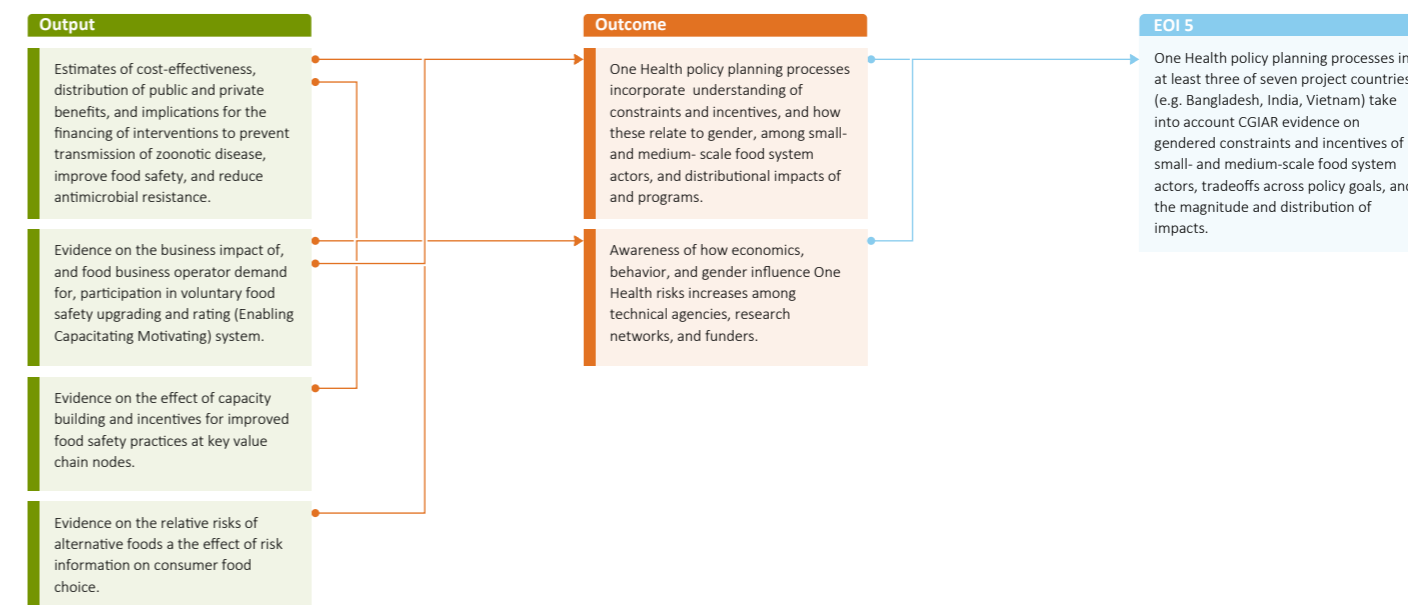 Output
Estimates of cost-effectiveness,
distribution of public and private
benefits, and implications for the
financing of interventions to prevent
transmission of zoonotic disease,
improve food safety, and reduce
antimicrobial resistance.
Evidence on the business impact of,
and food business operator demand
for, participation in voluntary food
safety upgrading and rating (Enabling
Capacitating Motivating) system.
Evidence on the effect of capacity
building and incentives for improved
food safety practices at key value
chain nodes.
Evidence on the relative risks of
alternative foods a the effect of risk
information on consumer food
choice.
Outcome
One Health policy planning processes
incorporate understanding of
constraints and incentives, and how
these relate to gender, among small-
and medium- scale food system
actors, and distributional impacts of
and programs.
Awareness of how economics,
behavior, and gender influence One
Health risks increases among
technical agencies, research
networks, and funders.
EOI 5
One Health policy planning processes in
at least three of seven project countries
(e.g. Bangladesh, India, Vietnam) take
into account CGIAR evidence on
gendered constraints and incentives of
small- and medium-scale food system
actors, tradeoffs across policy goals, and
the magnitude and distribution of
impacts.